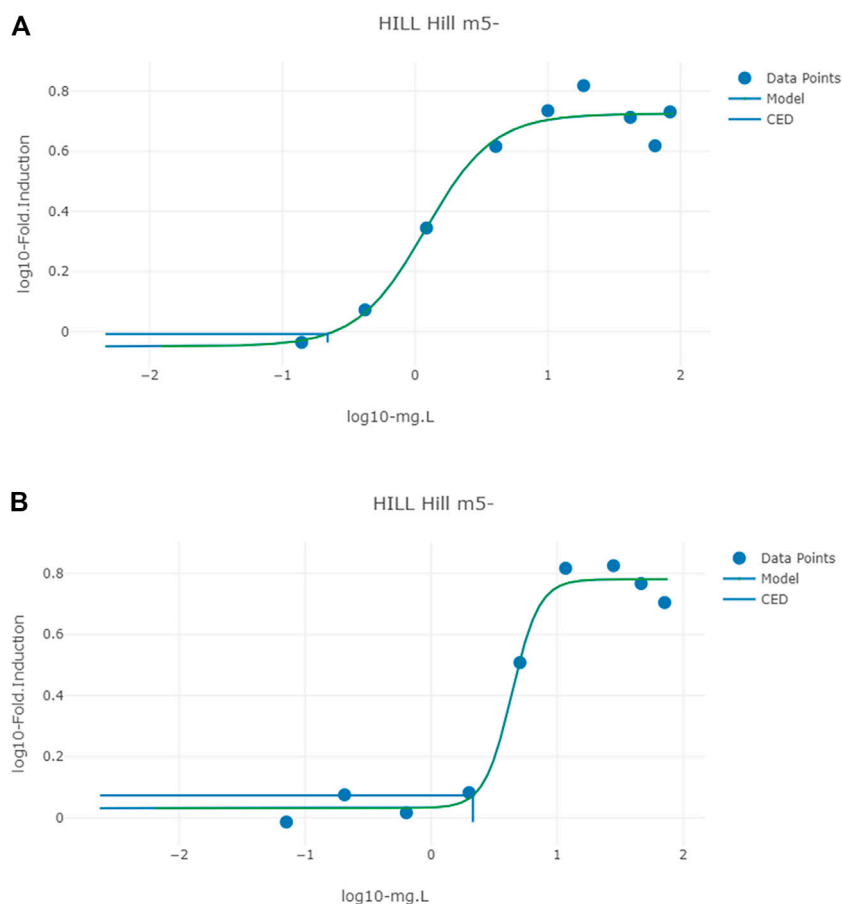 A
HILL Hill m5-
Data Points
Model
CED
log10-Fold.Induction
0.8
0.6
0.4
0.2
0
−2
−1
0
1
2
log10-mg.L
B
HILL Hill m5-
Data Points
Model
CED
log10-Fold.Induction
0.8
0.6
0.4
0.2
0
−2
−1
0
1
2
log10-mg.L